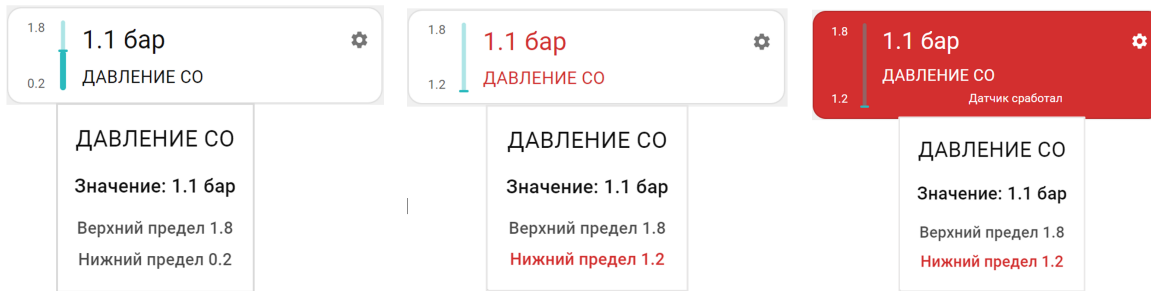 1.8
1.1 бар
0.2
ДАВЛЕНИЕ СО
ДАВЛЕНИЕ СО
Значение: 1.1 бар
Верхний предел 1.8
Нижний предел 0.2
1.8
1.1 бар
1.2
ДАВЛЕНИЕ СО
ДАВЛЕНИЕ СО
Значение: 1.1 бар
Верхний предел 1.8
Нижний предел 1.2
1.8
1.1 бар
ДАВЛЕНИЕ СО
1.2
Датчик сработал
ДАВЛЕНИЕ СО
Значение: 1.1 бар
Верхний предел 1.8
Нижний предел 1.2